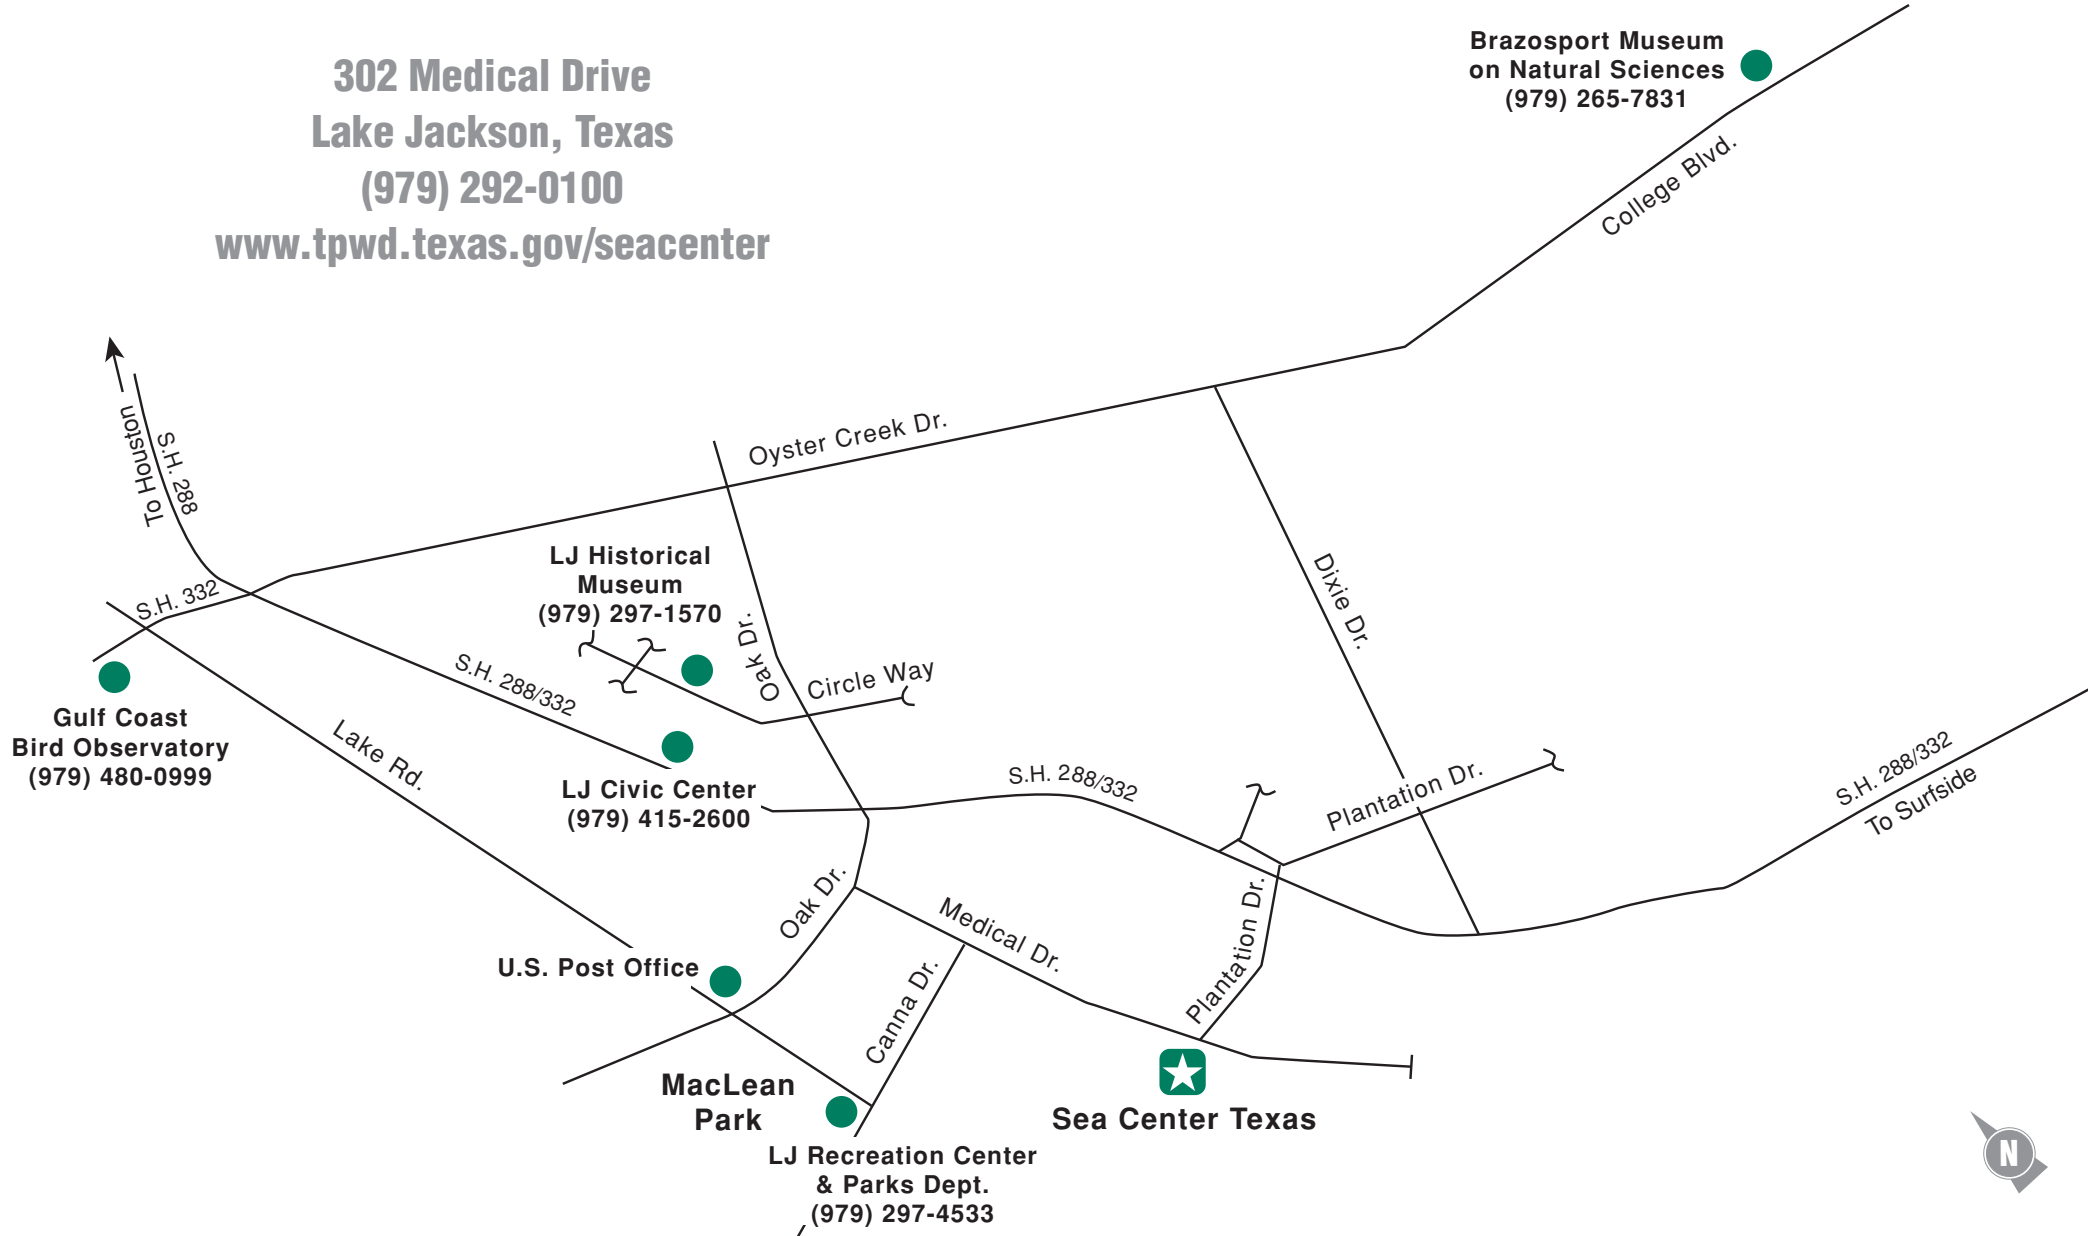 302 Medical Drive
Lake Jackson, Texas
(979) 292-0100
www.tpwd.texas.gov/seacenter
Brazosport Museum
on Natural Sciences
(979) 265-7831
College Blvd.
To Houston
S.H. 288
Oyster Creek Dr.
S.H. 332
LJ Historical
Museum
(979) 297-1570
Oak Dr.
Circle Way
Dixie Dr.
S.H. 288/332
Gulf Coast
Bird Observatory
(979) 480-0999
Lake Rd.
LJ Civic Center
(979) 415-2600
S.H. 288/332
Plantation Dr.
S.H. 288/332
To Surfside
Oak Dr.
Medical Dr.
Plantation Dr.
U.S. Post Office
Canna Dr.
MacLean
Park
Sea Center Texas
LJ Recreation Center
& Parks Dept.
(979) 297-4533
N